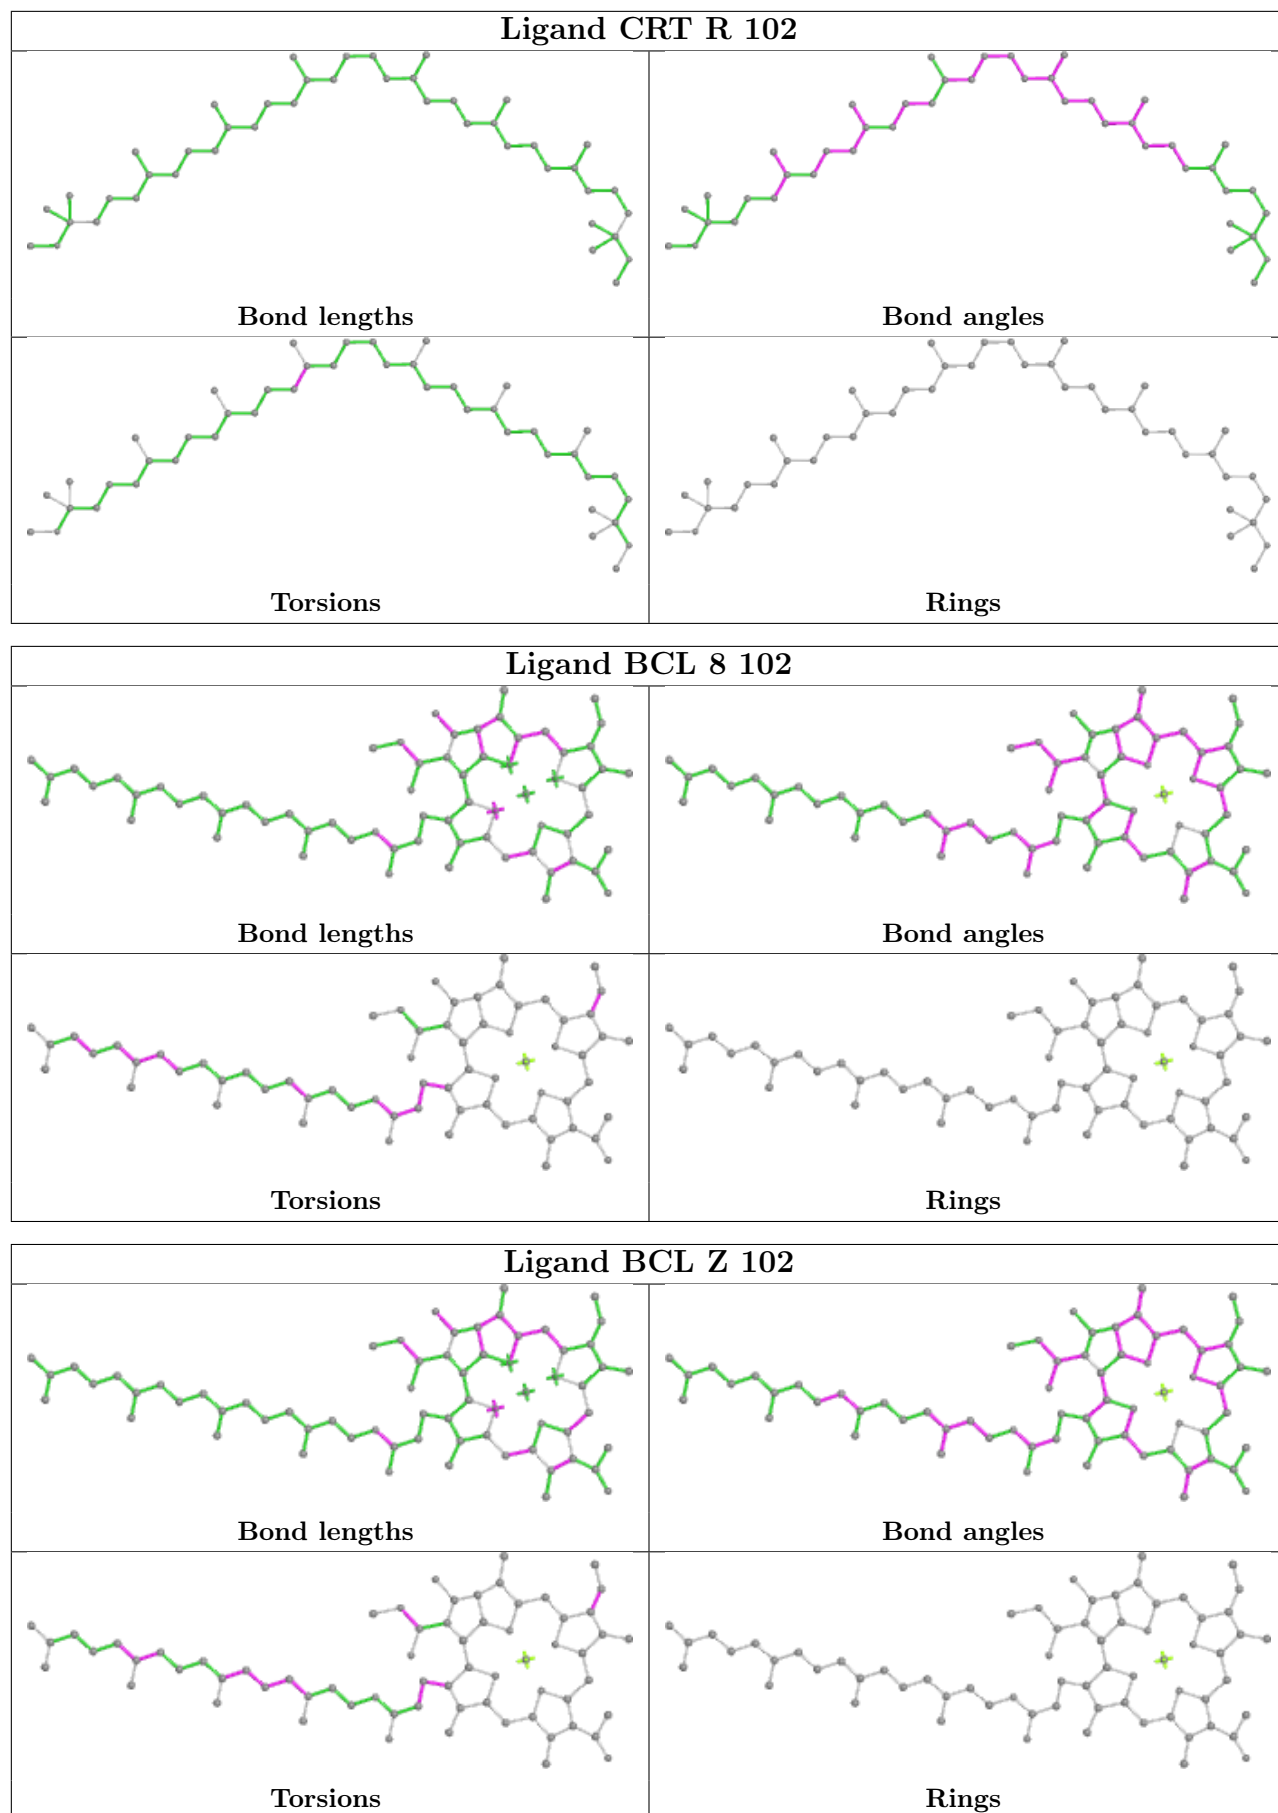 Ligand CRT R 102
Bond lengths
Bond angles
Torsions
Rings
Ligand BCL 8 102
Bond lengths
Bond angles
Torsions
Rings
Ligand BCL Z 102
Bond lengths
Bond angles
Torsions
Rings